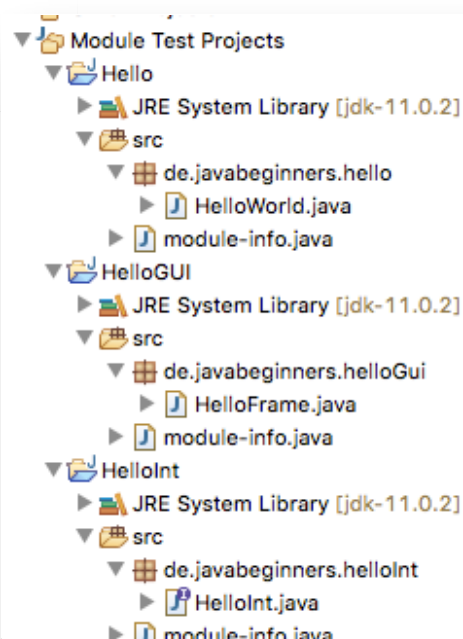 Module Test Projects
Hello
JRE System Library [jdk-11.0.2]
src
de.javabeginners.hello
HelloWorld.java
module-info.java
HelloGUI
JRE System Library [jdk-11.0.2]
src
de.javabeginners.helloGui
HelloFrame.java
module-info.java
HelloInt
JRE System Library [jdk-11.0.2]
src
de.javabeginners.helloInt
HelloInt.java
module-info.java